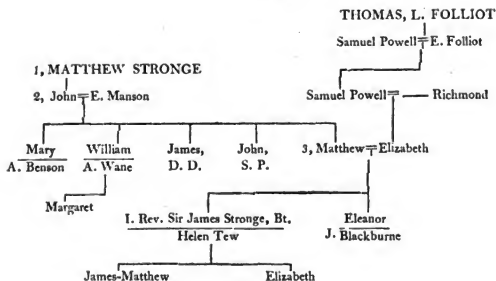 THOMAS, L. FOLLIOT
Samuel Powell=E. Folliot
1, MATTHEW STRONGE
2, John=E. Manson
Samuel Powell= Richmond
Mary William James, John, 3, Matthew=Elizabeth
A. Benson A. Wane D. D. S. P.
Margaret
I. Rev. Sir James Stronge, Bt. Eleanor
Helen Tew J. Blackburne
James-Matthew Elizabeth